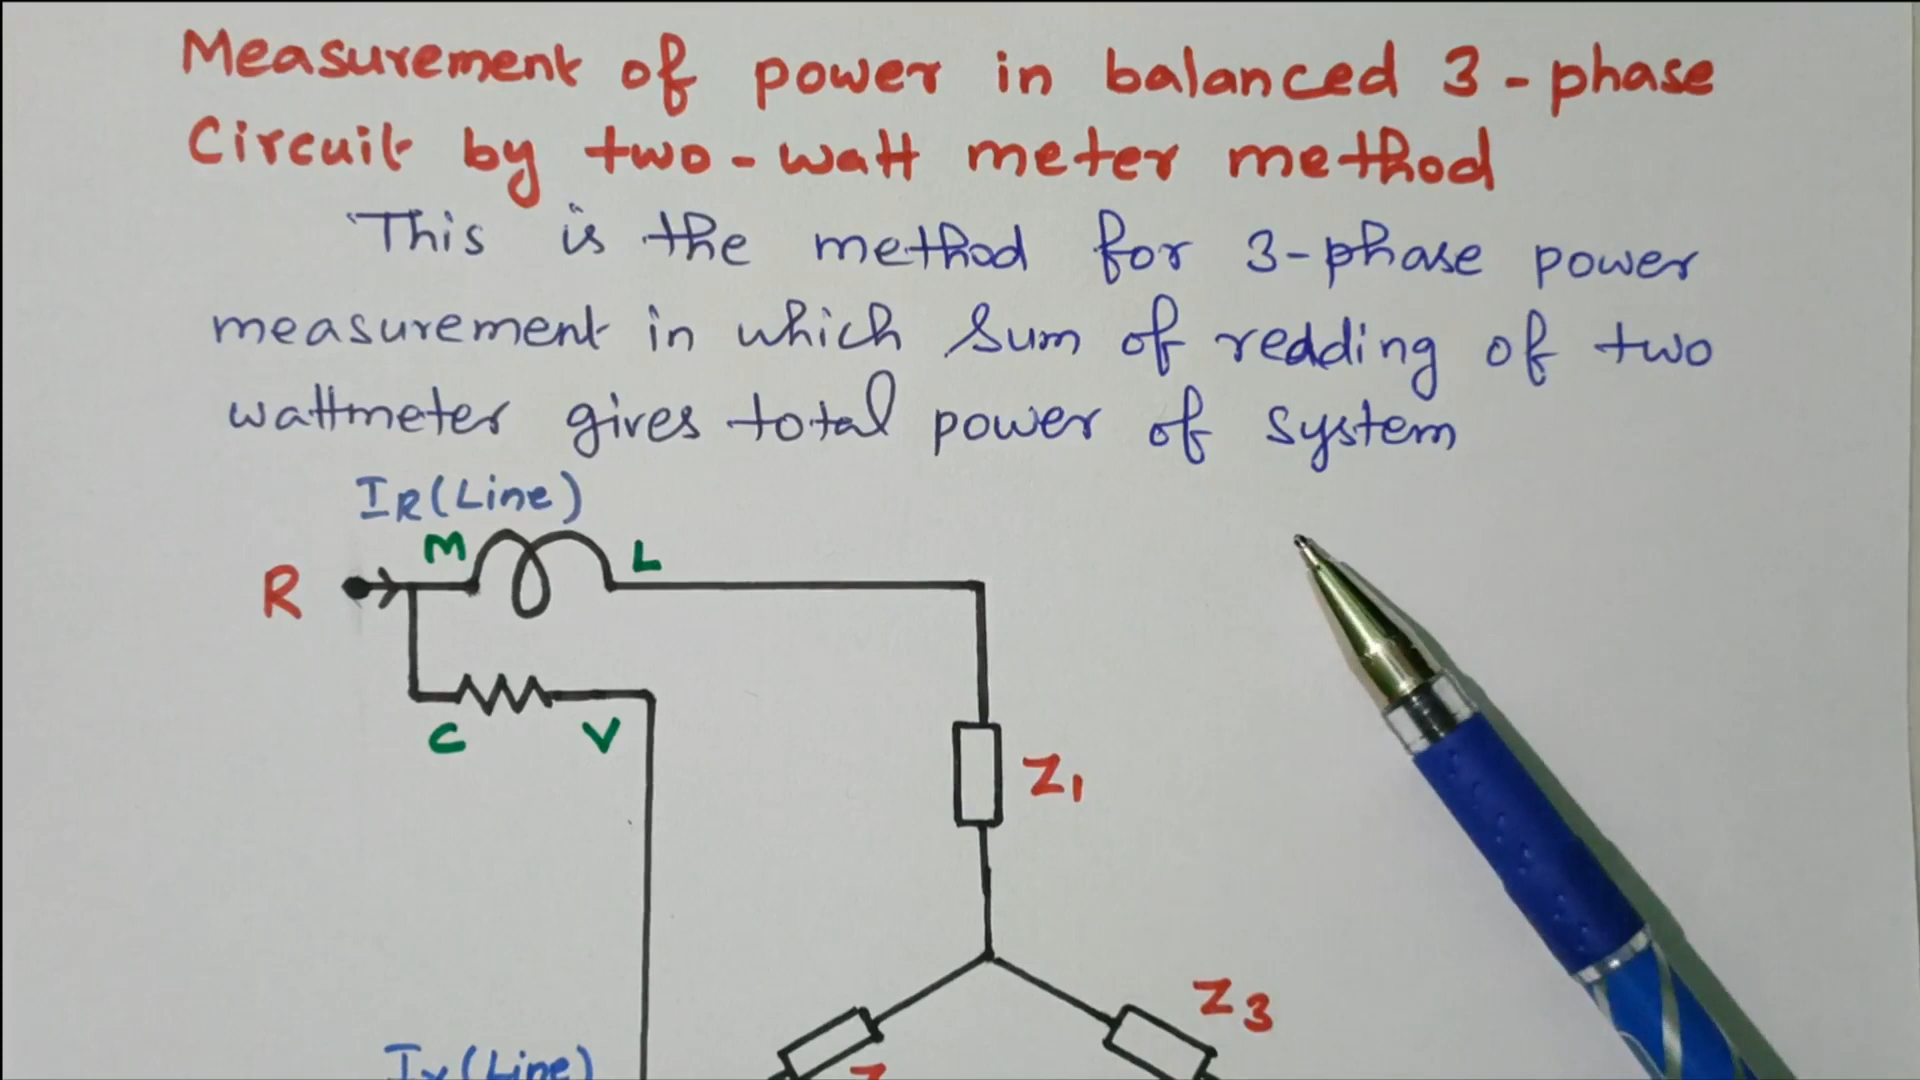 Measurement of power in balanced 3-phase
Circuit by two-watt meter method
This is the method for 3-phase power
measurement in which sum of redding of two
wattmeter gives total power of system
IR(Line)
M L
R
C V
Z1
Z3
IY(Line)